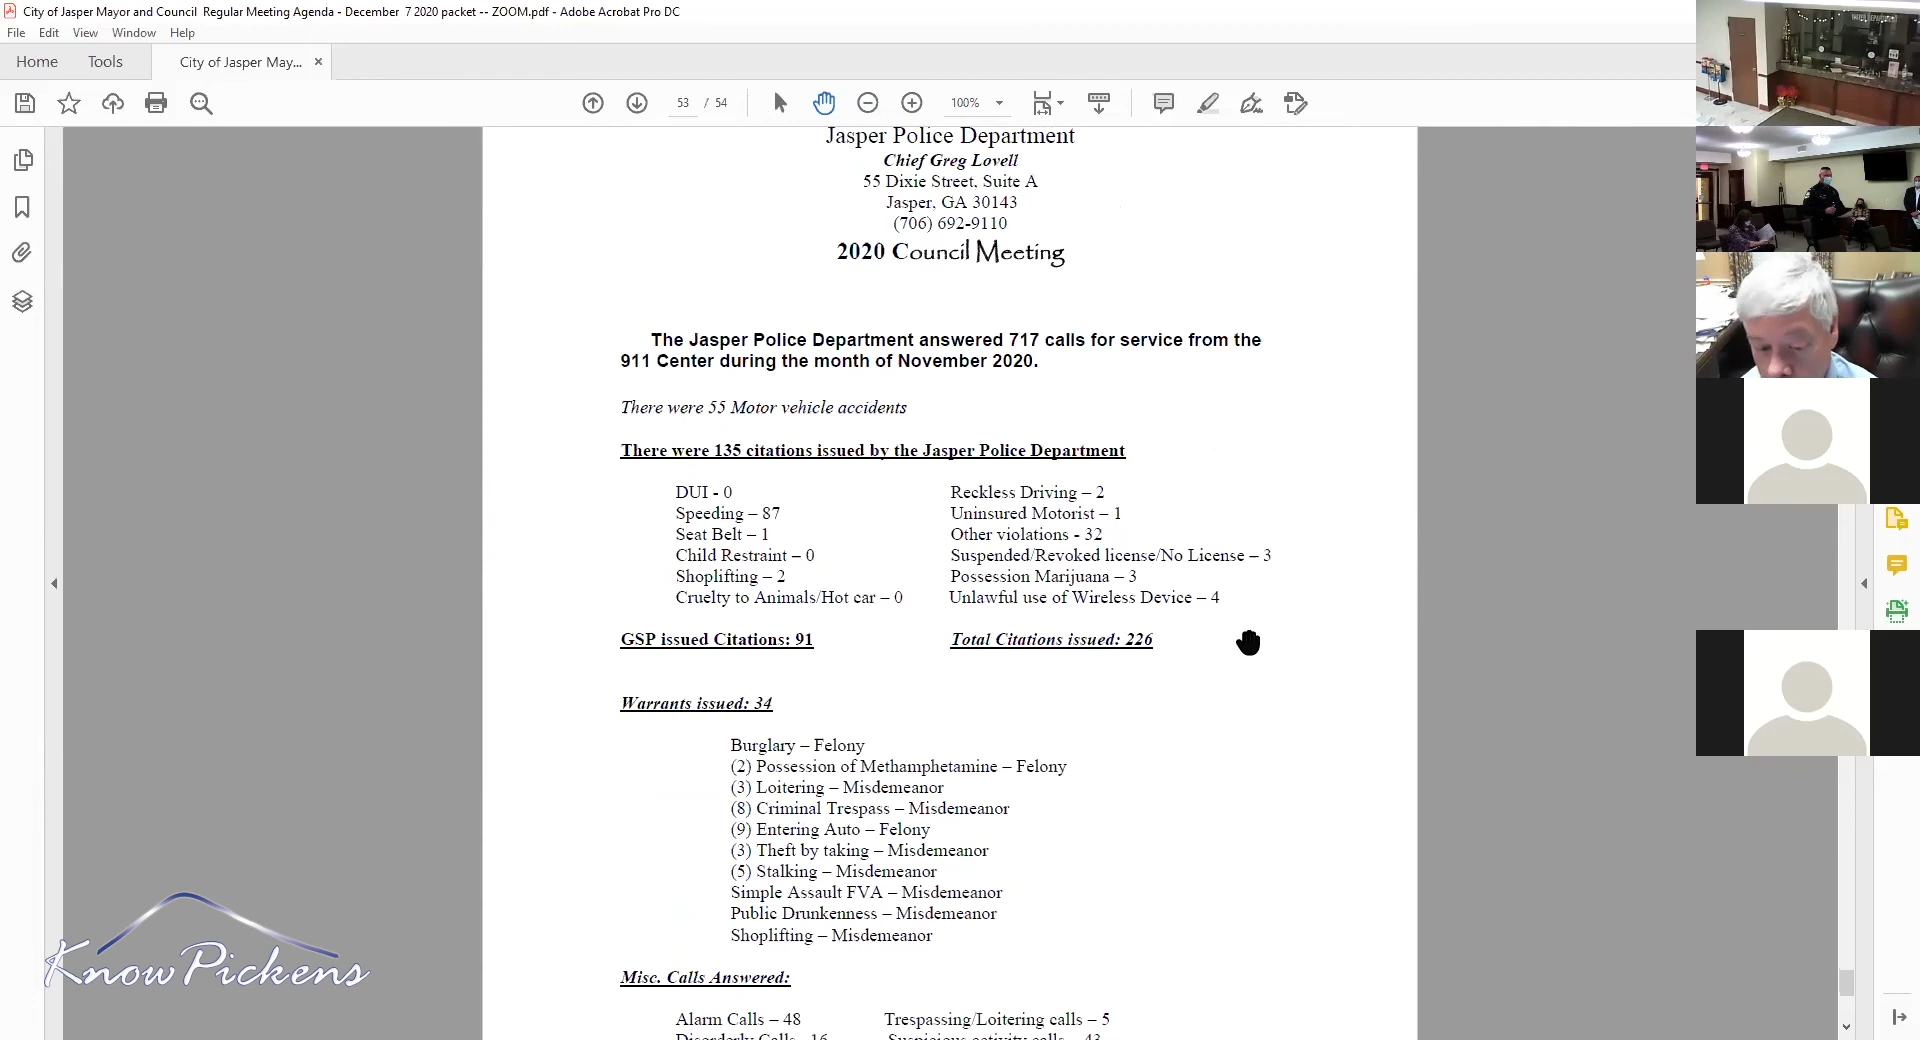 City of Jasper Mayor and Council Regular Meeting Agenda - December 7 2020 packet -- ZOOM.pdf - Adobe Acrobat Pro DC
File Edit View Window Help
Home Tools City of Jasper May... ×
53 / 54 100%
Jasper Police Department
Chief Greg Lovell
55 Dixie Street, Suite A
Jasper, GA 30143
(706) 692-9110
2020 Council Meeting
The Jasper Police Department answered 717 calls for service from the
911 Center during the month of November 2020.
There were 55 Motor vehicle accidents
There were 135 citations issued by the Jasper Police Department
DUI - 0 Reckless Driving – 2
Speeding – 87 Uninsured Motorist – 1
Seat Belt – 1 Other violations - 32
Child Restraint – 0 Suspended/Revoked license/No License – 3
Shoplifting – 2 Possession Marijuana – 3
Cruelty to Animals/Hot car – 0 Unlawful use of Wireless Device – 4
GSP issued Citations: 91 Total Citations issued: 226
Warrants issued: 34
Burglary – Felony
(2) Possession of Methamphetamine – Felony
(3) Loitering – Misdemeanor
(8) Criminal Trespass – Misdemeanor
(9) Entering Auto – Felony
(3) Theft by taking – Misdemeanor
(5) Stalking – Misdemeanor
Simple Assault FVA – Misdemeanor
Public Drunkenness – Misdemeanor
Shoplifting – Misdemeanor
KnowPickens
Misc. Calls Answered:
Alarm Calls – 48 Trespassing/Loitering calls – 5
Disorderly Calls - 16 Suspicious activity calls – 43